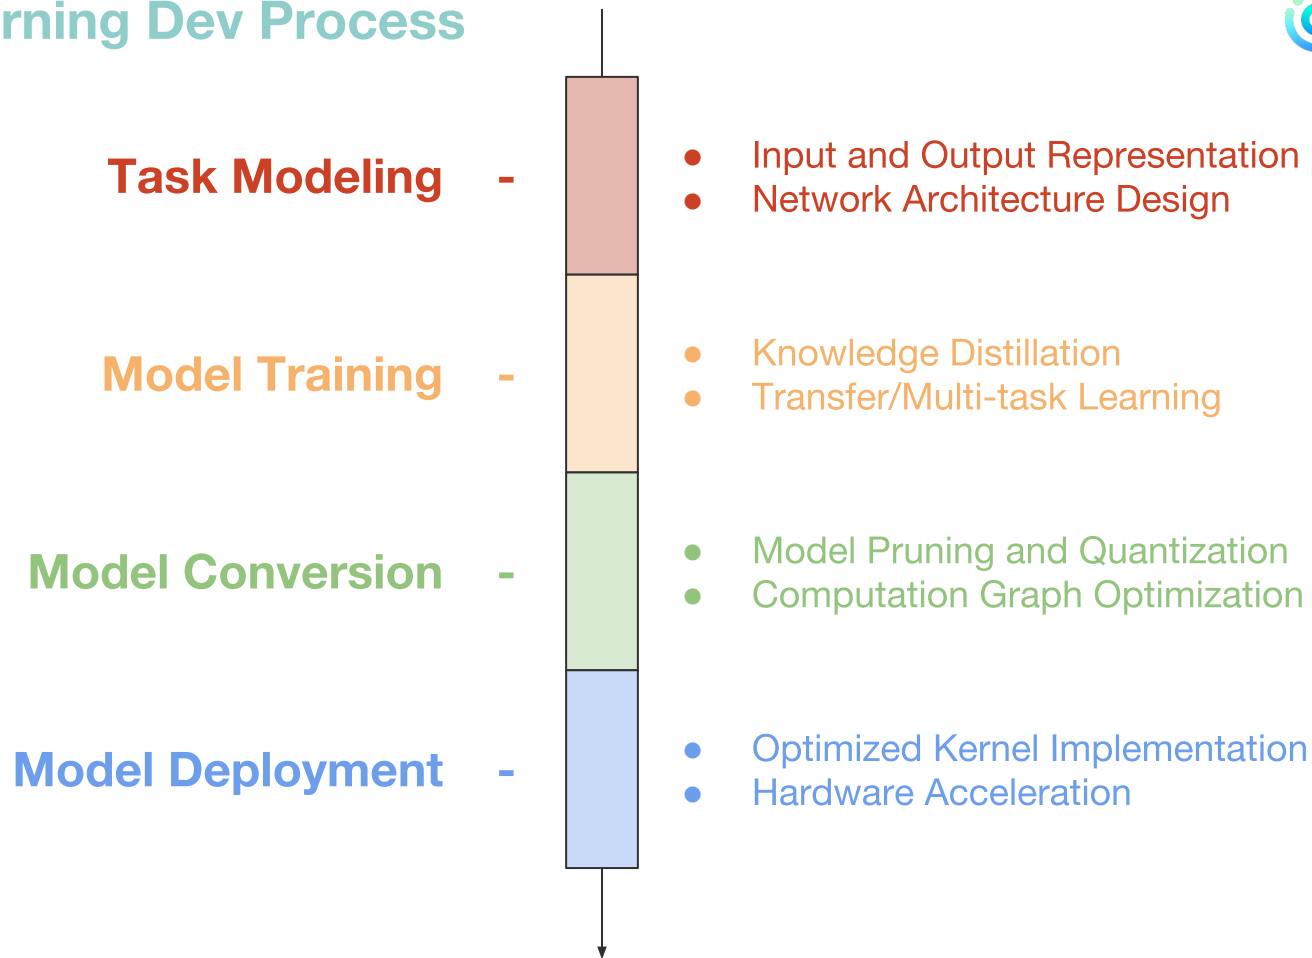 rning Dev Process
Task Modeling -
● Input and Output Representation
● Network Architecture Design
Model Training -
● Knowledge Distillation
● Transfer/Multi-task Learning
Model Conversion -
● Model Pruning and Quantization
● Computation Graph Optimization
Model Deployment -
● Optimized Kernel Implementation
● Hardware Acceleration